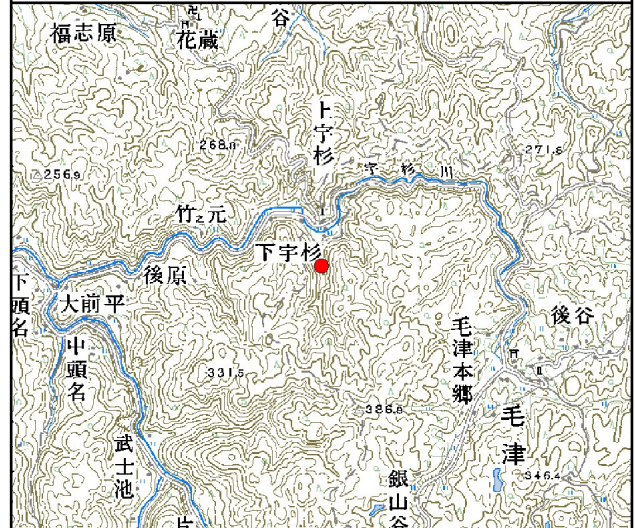 福志原
花蔵
谷
上宇杉
268.8
271.6
宇杉川
256.9
竹之元
下宇杉
後原
下頭名
大前平
毛津本郷
後谷
中頭名
331.5
386.8
毛津
武士池
銀山谷
346.4